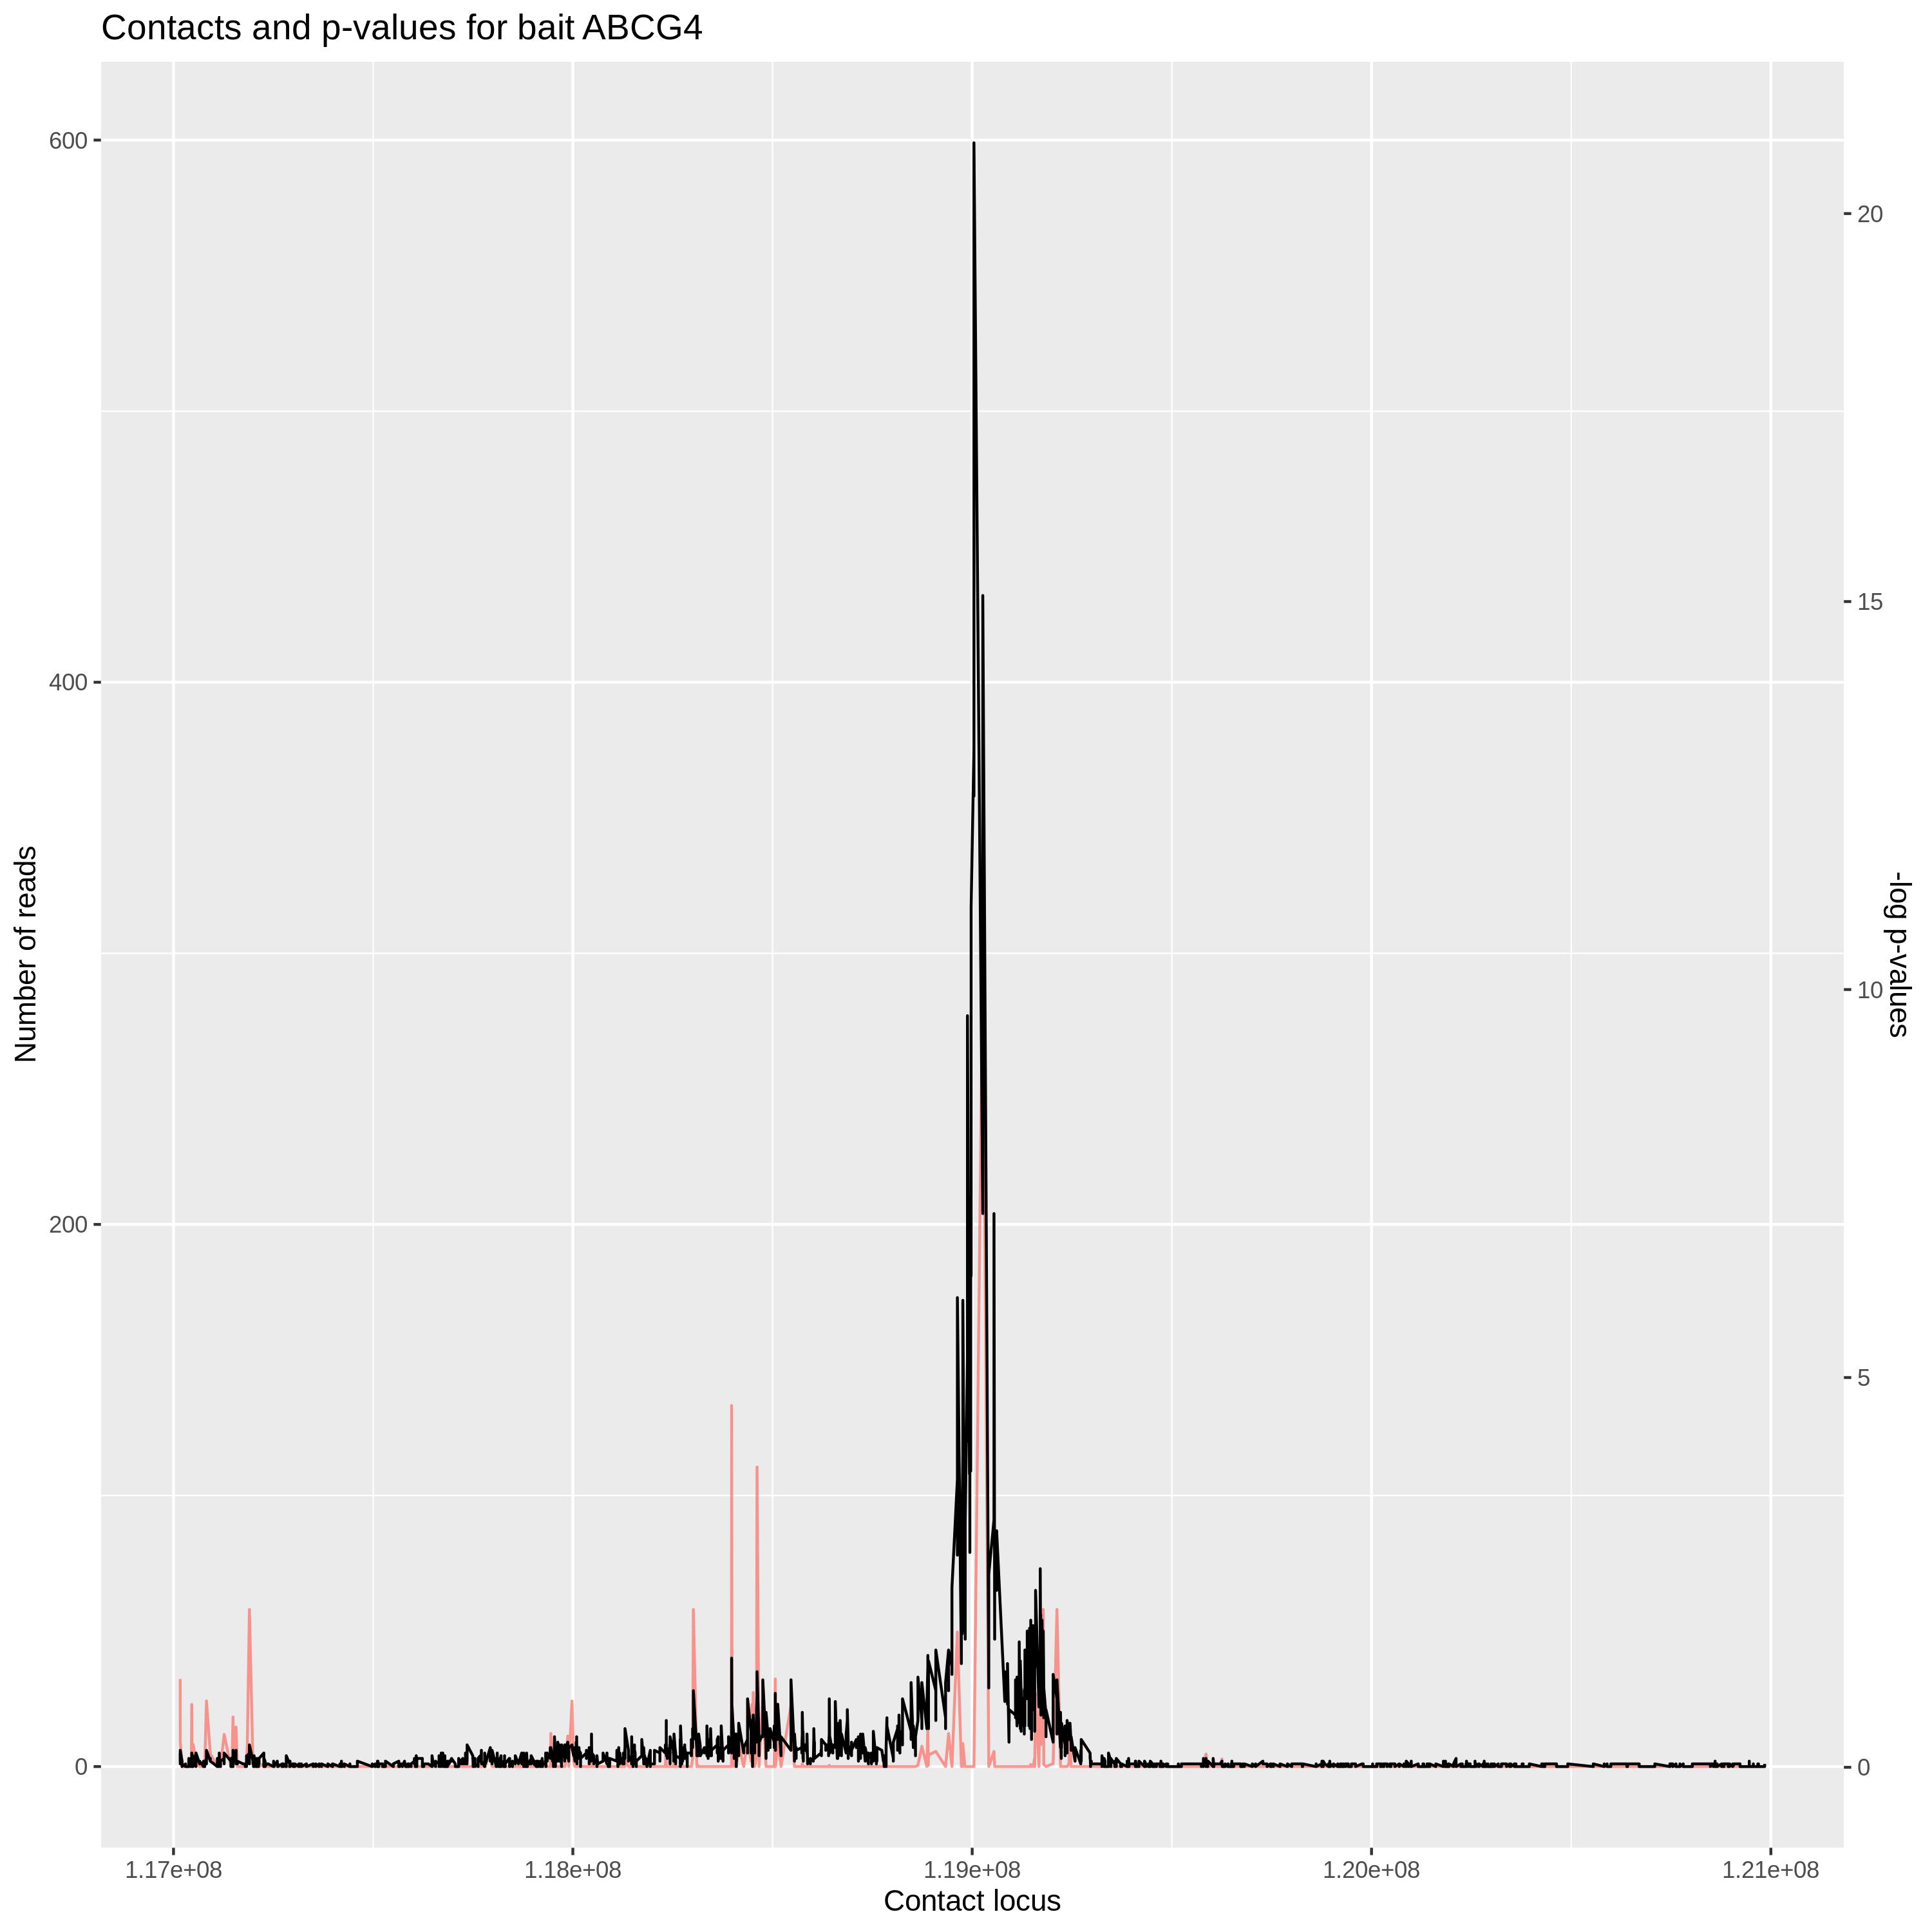 Contacts and p-values for bait ABCG4
600
400
200
0
Number of reads
20
15
10
5
0
-log p-values
1.17e+08
1.18e+08
1.19e+08
1.20e+08
1.21e+08
Contact locus